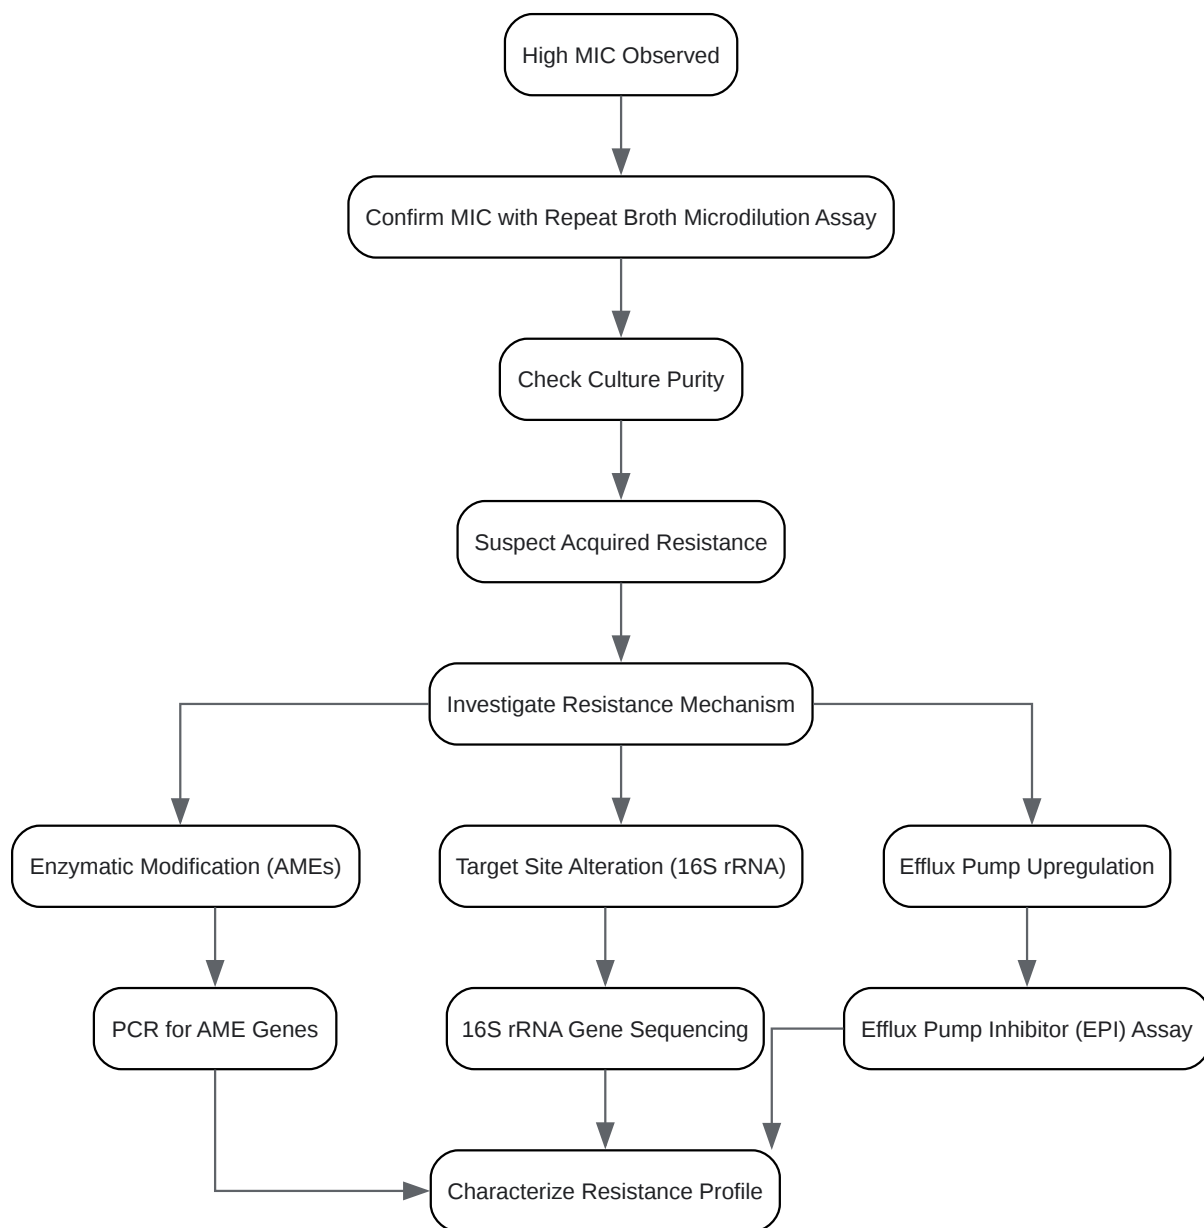 High MIC Observed
Confirm MIC with Repeat Broth Microdilution Assay
Check Culture Purity
Suspect Acquired Resistance
Investigate Resistance Mechanism
Enzymatic Modification (AMEs)
Target Site Alteration (16S rRNA)
Efflux Pump Upregulation
PCR for AME Genes
16S rRNA Gene Sequencing
Efflux Pump Inhibitor (EPI) Assay
Characterize Resistance Profile